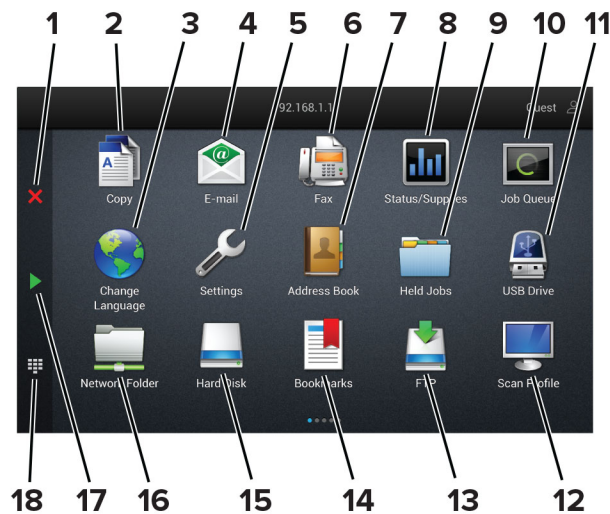 1 2 3 4 5 6 7 8 9 10 11
92.168.1.1
Guest
A
@
Copy E-mail Fax Status/Supplies Job Queue
Change Language Settings Address Book Held Jobs USB Drive
Network Folder Hard Disk Bookmarks FTP Scan Profile
18 17 16 15 14 13 12